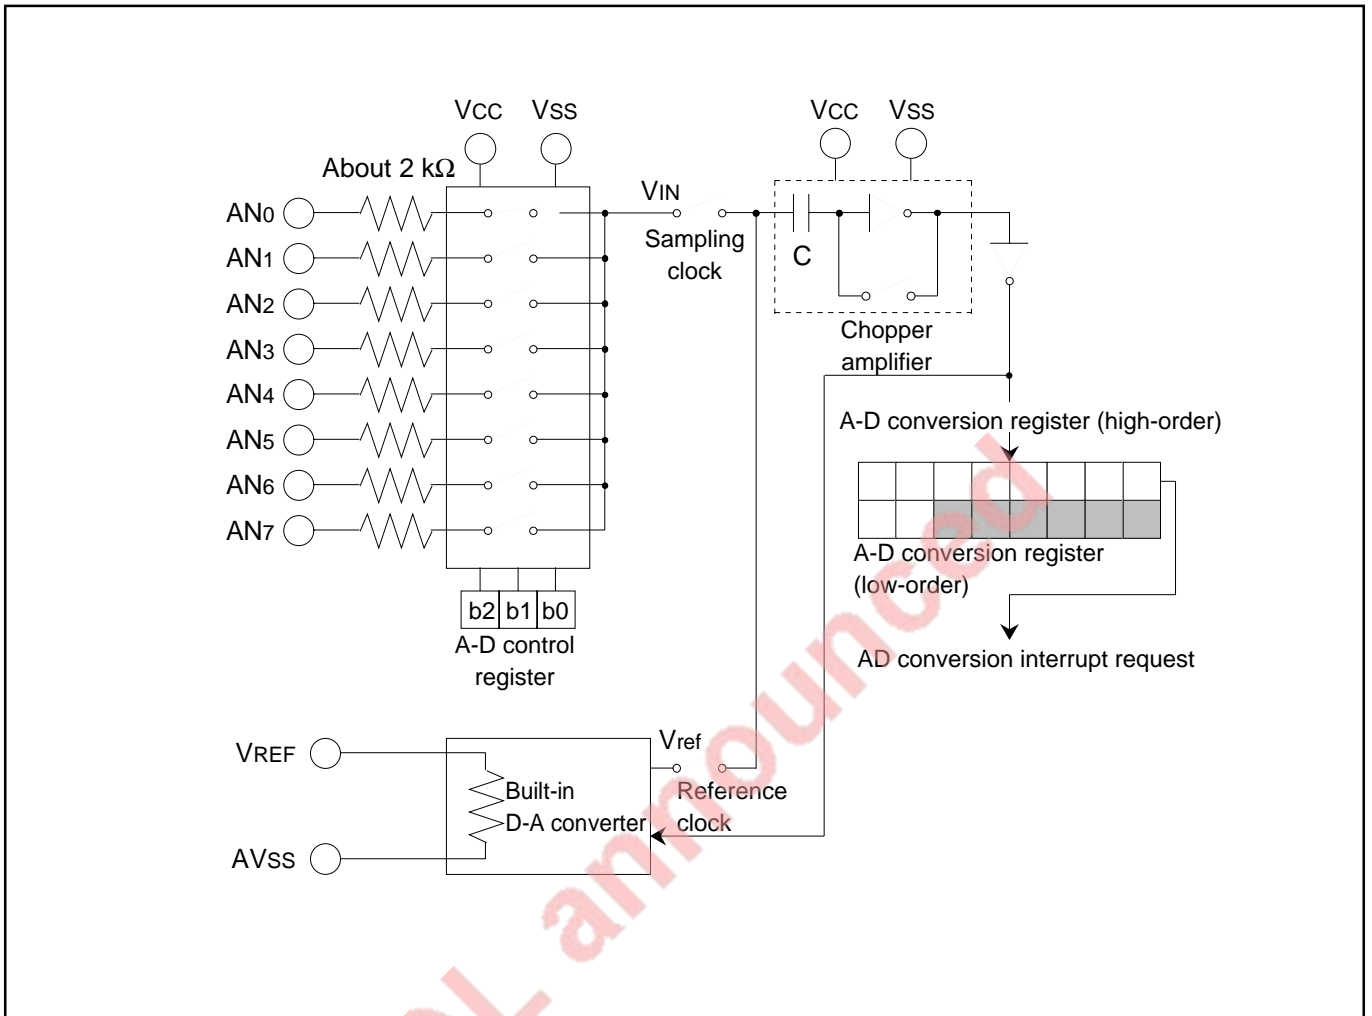 VCC VSS
VCC VSS
About 2 kΩ
AN0
AN1
AN2
AN3
AN4
AN5
AN6
AN7
VIN
Sampling
clock
C
Chopper
amplifier
A-D conversion register (high-order)
A-D conversion register
(low-order)
AD conversion interrupt request
b2 b1 b0
A-D control
register
VREF
AVSS
Built-in
D-A converter
Vref
Reference
clock
L announced